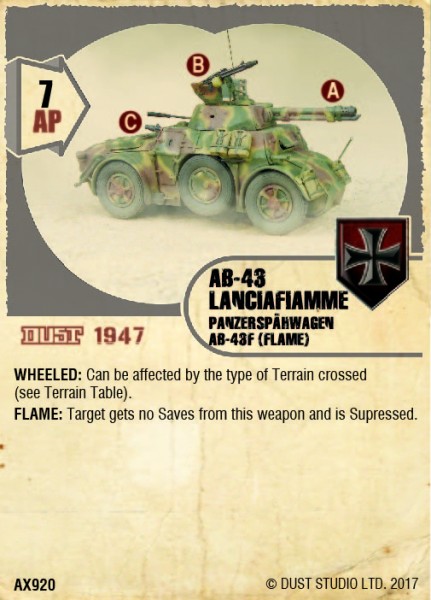 7
AP
A
B
C
AB-43
LANCIAFIAMME
PANZERSPÄHWAGEN
AB-43F (FLAME)
DUST 1947
WHEELED: Can be affected by the type of Terrain crossed
(see Terrain Table).
FLAME: Target gets no Saves from this weapon and is Supressed.
AX920
© DUST STUDIO LTD. 2017